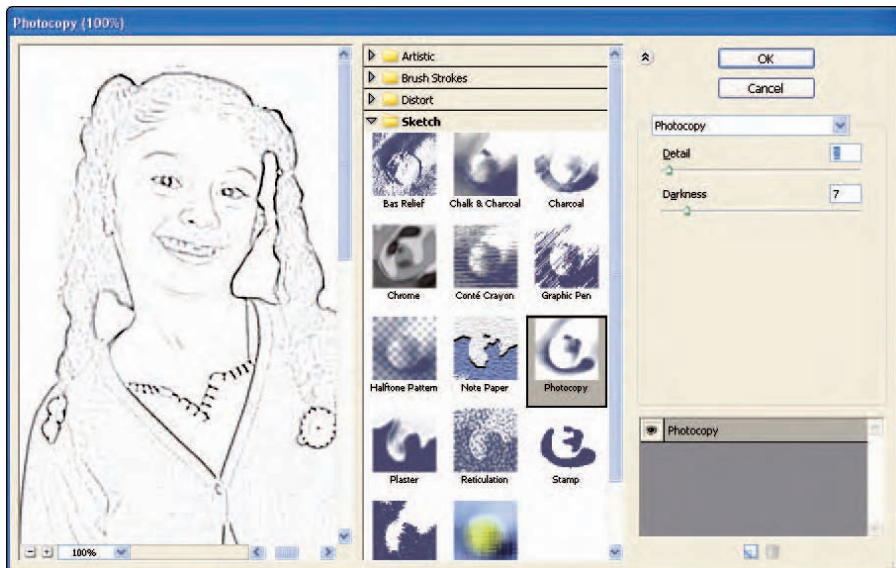 Photocopy (100%)
Artistic
Brush Strokes
Distort
Sketch
Bas Relief
Chalk & Charcoal
Charcoal
Chrome
Conté Crayon
Graphic Pen
Halftone Pattern
Note Paper
Photocopy
Plaster
Reticulation
Stamp
OK
Cancel
Photocopy
Detail
Darkness 7
Photocopy
100%